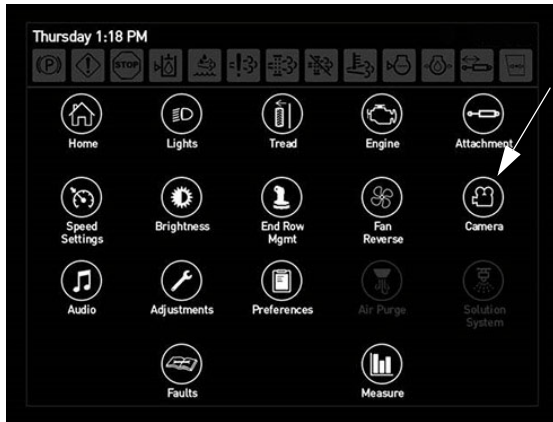 Thursday 1:18 PM
(P) STOP
Home Lights Tread Engine Attachment
Speed Settings Brightness End Row Mgmt Fan Reverse Camera
Audio Adjustments Preferences Air Purge Solution System
Faults Measure